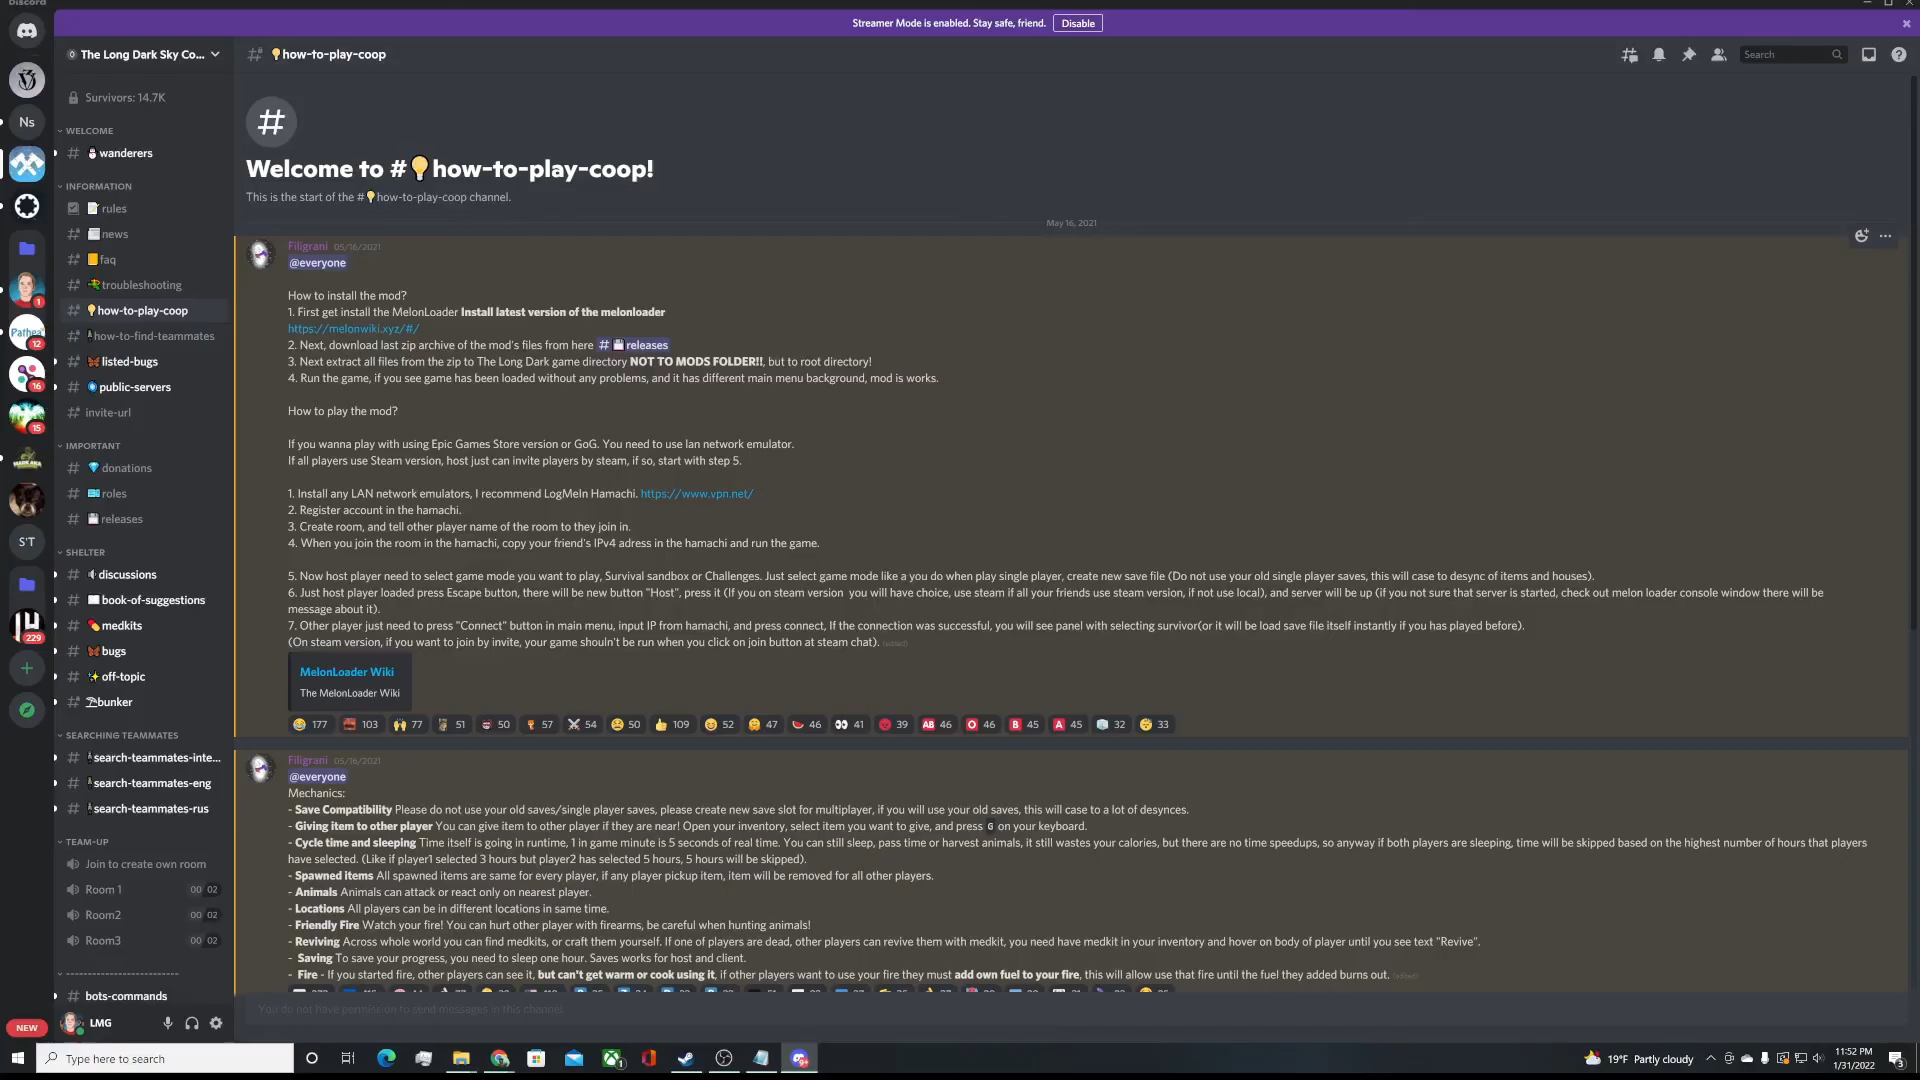 Discord
Streamer Mode is enabled. Stay safe, friend.
Disable
The Long Dark Sky Co...
how-to-play-coop
Search
Survivors: 14.7K
WELCOME
wanderers
INFORMATION
rules
news
faq
troubleshooting
how-to-play-coop
how-to-find-teammates
listed-bugs
public-servers
invite-url
IMPORTANT
donations
roles
releases
SHELTER
discussions
book-of-suggestions
medkits
bugs
off-topic
bunker
SEARCHING TEAMMATES
search-teammates-inte...
search-teammates-eng
search-teammates-rus
TEAM-UP
Join to create own room
Room 1 00 02
Room2 00 02
Room3 00 02
-------------------------
bots-commands
LMG
Ns
1
Pathea
12
16
15
S'T
229
NEW
Welcome to #how-to-play-coop!
This is the start of the #how-to-play-coop channel.
May 16, 2021
Filigrani 05/16/2021
@everyone
How to install the mod?
1. First get install the MelonLoader Install latest version of the melonloader
https://melonwiki.xyz/#/
2. Next, download last zip archive of the mod's files from here # releases
3. Next extract all files from the zip to The Long Dark game directory NOT TO MODS FOLDER!!, but to root directory!
4. Run the game, if you see game has been loaded without any problems, and it has different main menu background, mod is works.
How to play the mod?
If you wanna play with using Epic Games Store version or GoG. You need to use lan network emulator.
If all players use Steam version, host just can invite players by steam, if so, start with step 5.
1. Install any LAN network emulators, I recommend LogMeIn Hamachi. https://www.vpn.net/
2. Register account in the hamachi.
3. Create room, and tell other player name of the room to they join in.
4. When you join the room in the hamachi, copy your friend's IPv4 adress in the hamachi and run the game.
5. Now host player need to select game mode you want to play, Survival sandbox or Challenges. Just select game mode like a you do when play single player, create new save file (Do not use your old single player saves, this will case to desync of items and houses).
6. Just host player loaded press Escape button, there will be new button "Host", press it (If you on steam version you will have choice, use steam if all your friends use steam version, if not use local), and server will be up (if you not sure that server is started, check out melon loader console window there will be
message about it).
7. Other player just need to press "Connect" button in main menu, input IP from hamachi, and press connect, If the connection was successful, you will see panel with selecting survivor(or it will be load save file itself instantly if you has played before).
(On steam version, if you want to join by invite, your game shouln't be run when you click on join button at steam chat). (edited)
MelonLoader Wiki
The MelonLoader Wiki
177 103 77 51 50 57 54 50 109 52 47 46 41 39 AB 46 O 46 B 45 A 45 32 33
Filigrani 05/16/2021
@everyone
Mechanics:
- Save Compatibility Please do not use your old saves/single player saves, please create new save slot for multiplayer, if you will use your old saves, this will case to a lot of desynces.
- Giving item to other player You can give item to other player if they are near! Open your inventory, select item you want to give, and press G on your keyboard.
- Cycle time and sleeping Time itself is going in runtime, 1 in game minute is 5 seconds of real time. You can still sleep, pass time or harvest animals, it still wastes your calories, but there are no time speedups, so anyway if both players are sleeping, time will be skipped based on the highest number of hours that players
have selected. (Like if player1 selected 3 hours but player2 has selected 5 hours, 5 hours will be skipped).
- Spawned items All spawned items are same for every player, if any player pickup item, item will be removed for all other players.
- Animals Animals can attack or react only on nearest player.
- Locations All players can be in different locations in same time.
- Friendly Fire Watch your fire! You can hurt other player with firearms, be careful when hunting animals!
- Reviving Across whole world you can find medkits, or craft them yourself. If one of players are dead, other players can revive them with medkit, you need have medkit in your inventory and hover on body of player until you see text "Revive".
- Saving To save your progress, you need to sleep one hour. Saves works for host and client.
- Fire - If you started fire, other players can see it, but can't get warm or cook using it, if other players want to use your fire they must add own fuel to your fire, this will allow use that fire until the fuel they added burns out. (edited)
You do not have permission to send messages in this channel.
Type here to search
19°F Partly cloudy
11:52 PM
1/31/2022
3